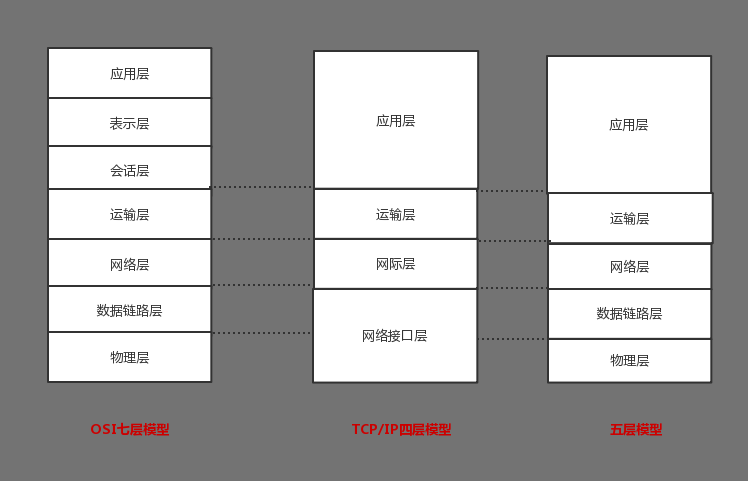 应用层
表示层
会话层
运输层
网络层
数据链路层
物理层
OSI七层模型
应用层
运输层
网际层
网络接口层
TCP/IP四层模型
应用层
运输层
网络层
数据链路层
物理层
五层模型